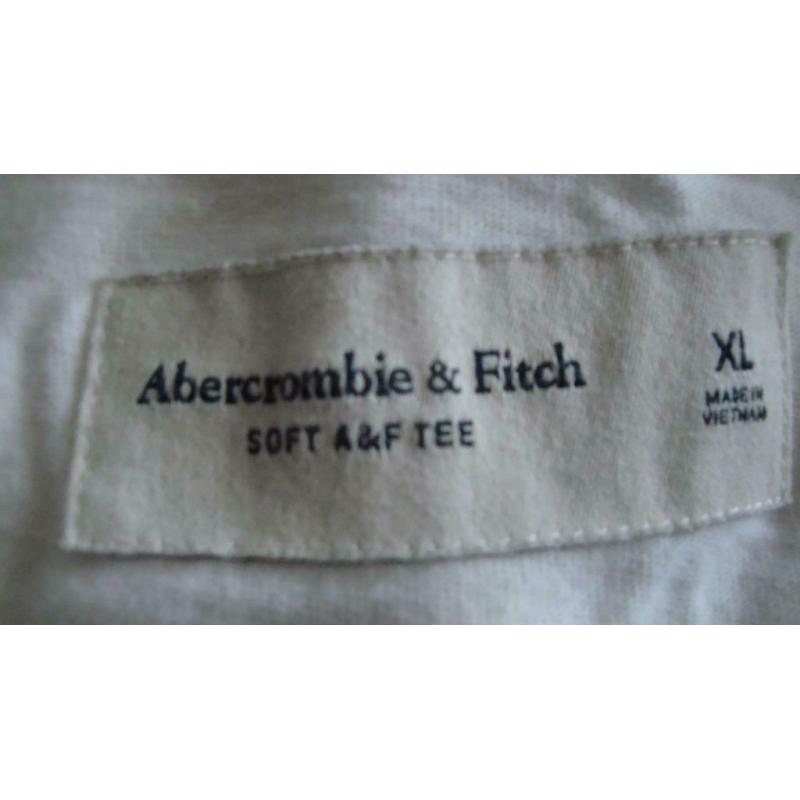 Abercrombie & Fitch
SOFT A&F TEE
XL
MADE IN
VIETNAM